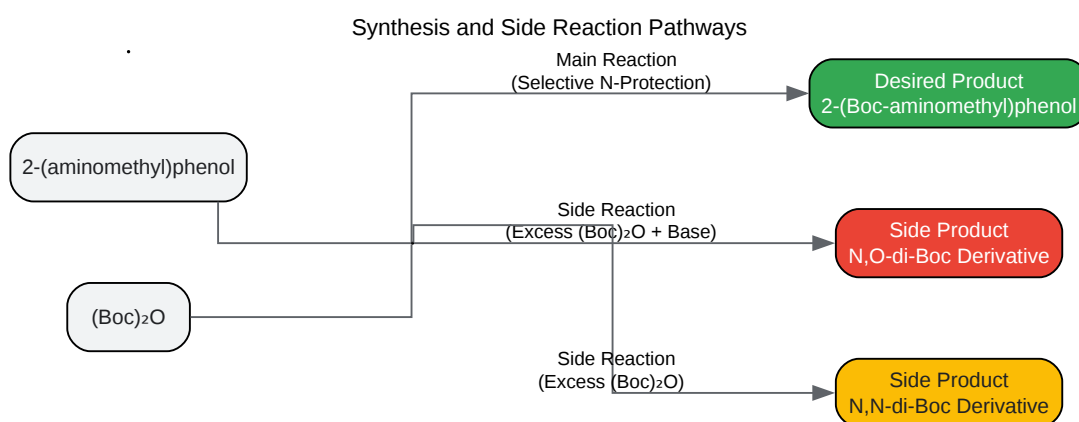 Synthesis and Side Reaction Pathways
.
Main Reaction
(Selective N-Protection)
Desired Product
2-(Boc-aminomethyl)phenol
2-(aminomethyl)phenol
Side Reaction
(Excess (Boc)₂O + Base)
Side Product
N,O-di-Boc Derivative
(Boc)₂O
Side Reaction
(Excess (Boc)₂O)
Side Product
N,N-di-Boc Derivative